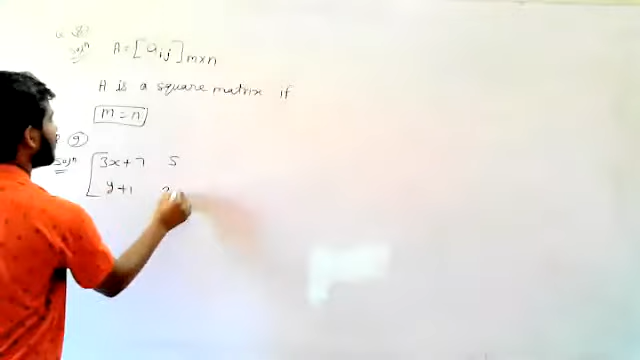 Solⁿ A = [aij]m×n
A is a square matrix if
m = n
9
Solⁿ [3x+7 5
y+1